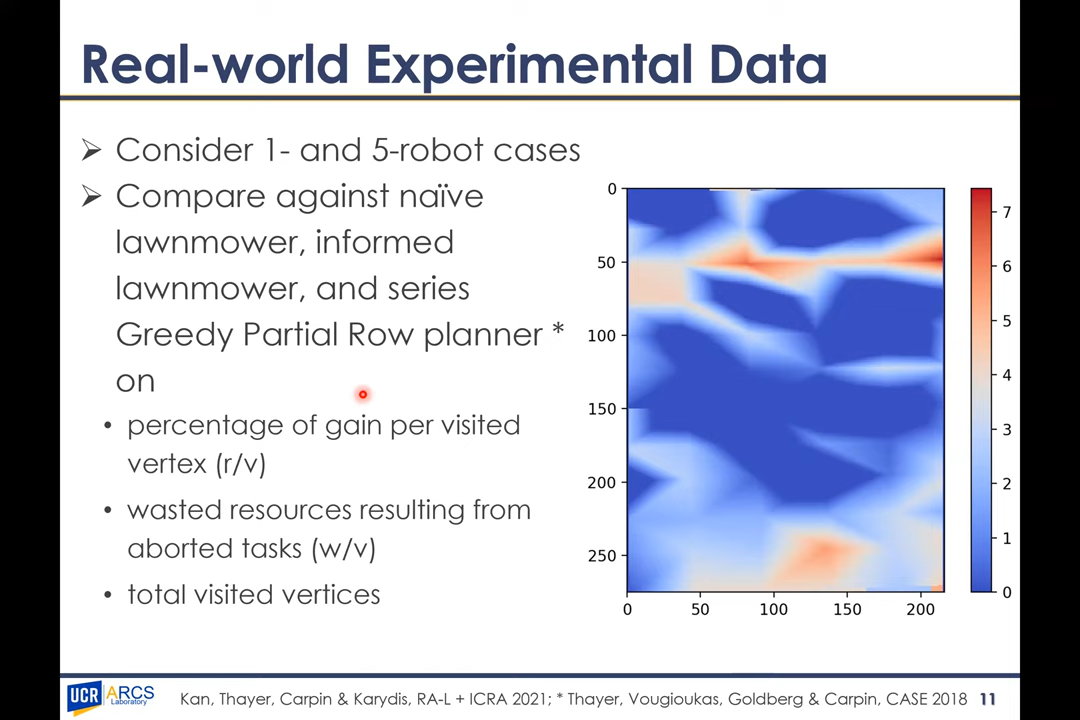 Real-world Experimental Data
➢ Consider 1- and 5-robot cases
➢ Compare against naïve
lawnmower, informed
lawnmower, and series
Greedy Partial Row planner *
on
• percentage of gain per visited
vertex (r/v)
• wasted resources resulting from
aborted tasks (w/v)
• total visited vertices
0
50
100
150
200
250
0 50 100 150 200
7
6
5
4
3
2
1
0
UCR ARCS
Laboratory
Kan, Thayer, Carpin & Karydis, RA-L + ICRA 2021; * Thayer, Vougioukas, Goldberg & Carpin, CASE 2018 11